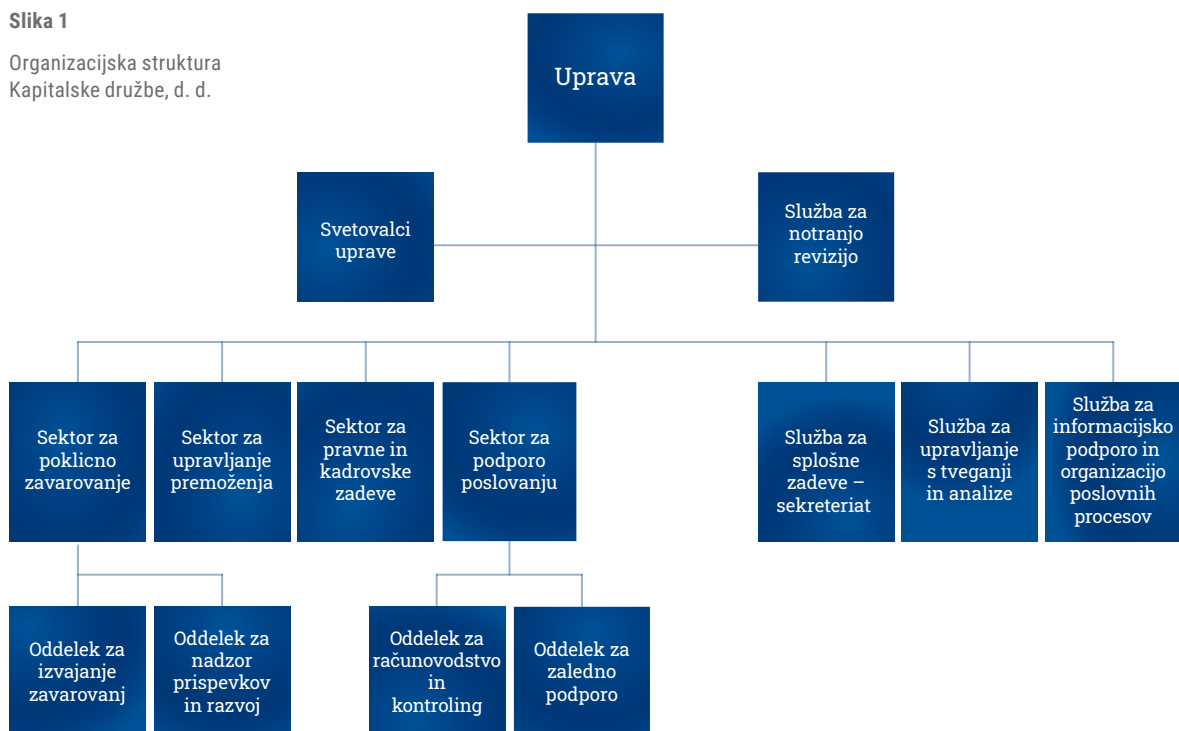 Slika 1
Organizacijska struktura
Kapitalske družbe, d. d.
Uprava
Svetovalci
uprave
Služba za
notranjo
revizijo
Sektor za
poklicno
zavarovanje
Sektor za
upravljanje
premoženja
Sektor za
pravne in
kadrovske
zadeve
Sektor za
podporo
poslovanju
Služba za
splošne
zadeve –
sekreteriat
Služba za
upravljanje
s tveganji
in analize
Služba za
informacijsko
podporo in
organizacijo
poslovnih
procesov
Oddelek za
izvajanje
zavarovanj
Oddelek za
nadzor
prispevkov
in razvoj
Oddelek za
računovodstvo
in
kontroling
Oddelek za
zaledno
podporo